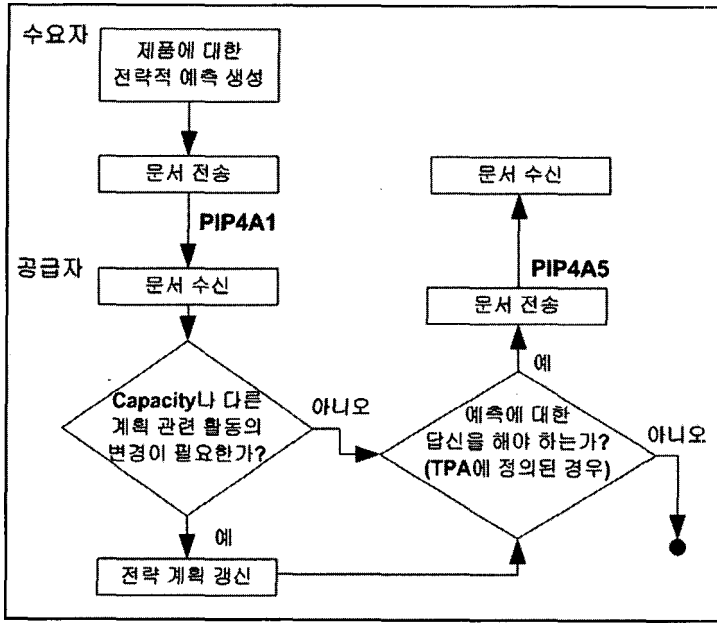 수요자
제품에 대한
전략적 예측 생성
문서 전송
PIP4A1
공급자
문서 수신
Capacity나 다른
계획 관련 활동의
변경이 필요한가?
아니오
예
전략 계획 갱신
문서 수신
PIP4A5
문서 전송
예
예측에 대한
답신을 해야 하는가?
(TPA에 정의된 경우)
아니오